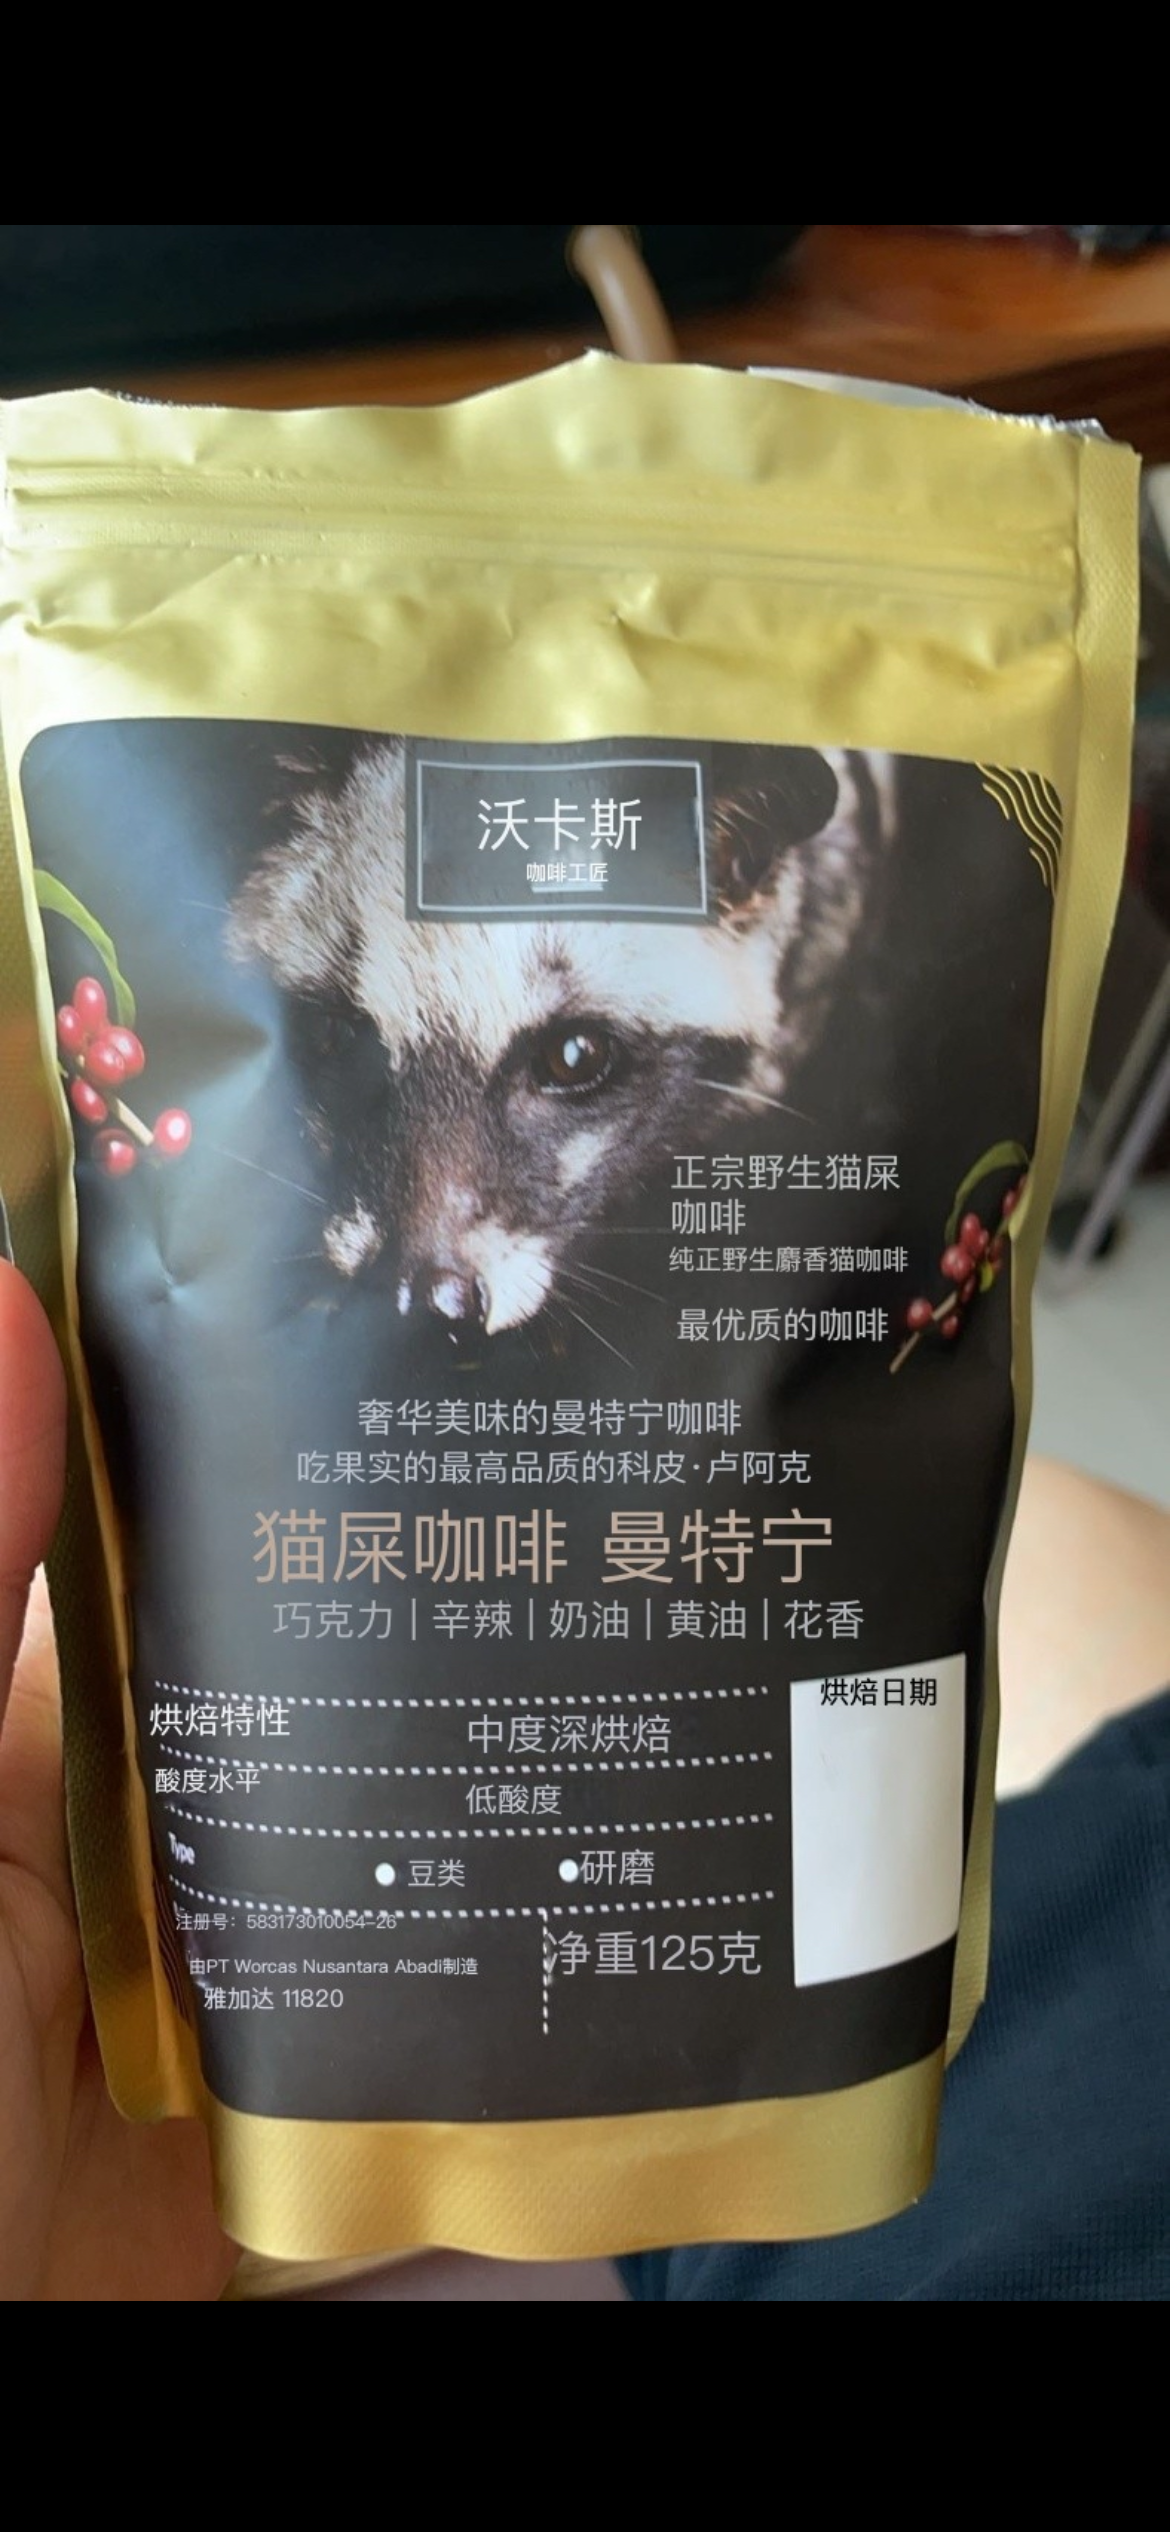 沃卡斯
咖啡工匠
正宗野生猫屎
咖啡
纯正野生麝香猫咖啡
最优质的咖啡
奢华美味的曼特宁咖啡
吃果实的最高品质的科皮·卢阿克
猫屎咖啡 曼特宁
巧克力 | 辛辣 | 奶油 | 黄油 | 花香
烘焙日期
烘焙特性 中度深烘焙
酸度水平 低酸度
Type 豆类 研磨
注册号：583173010054-26
净重125克
由PT Worcas Nusantara Abadi制造
雅加达 11820